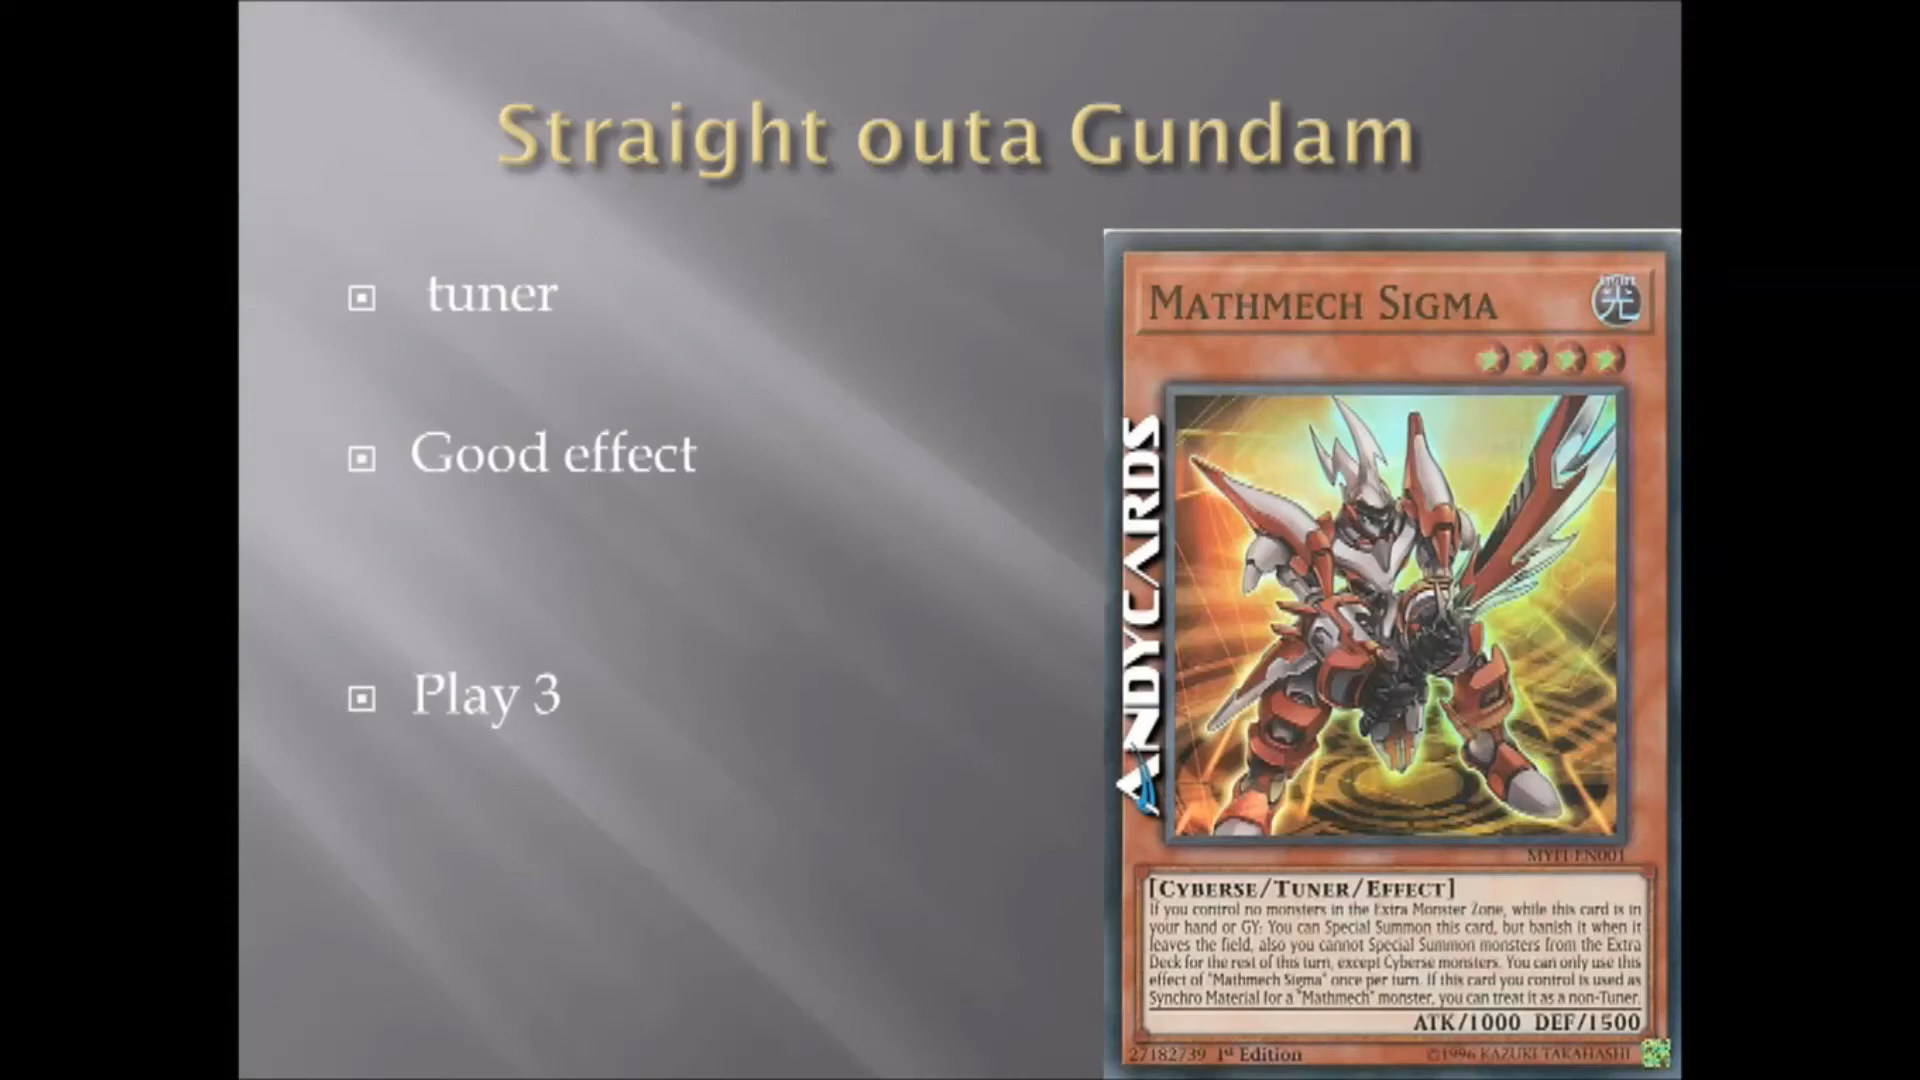 Straight outa Gundam
tuner
Good effect
Play 3
MATHMECH SIGMA
光
ANDYCARDS
MYFI-EN001
[CYBERSE/TUNER/EFFECT]
If you control no monsters in the Extra Monster Zone, while this card is in
your hand or GY: You can Special Summon this card, but banish it when it
leaves the field, also you cannot Special Summon monsters from the Extra
Deck for the rest of this turn, except Cyberse monsters. You can only use this
effect of "Mathmech Sigma" once per turn. If this card you control is used as
Synchro Material for a "Mathmech" monster, you can treat it as a non-Tuner.
ATK/1000 DEF/1500
27182739 1st Edition ©1996 KAZUKI TAKAHASHI